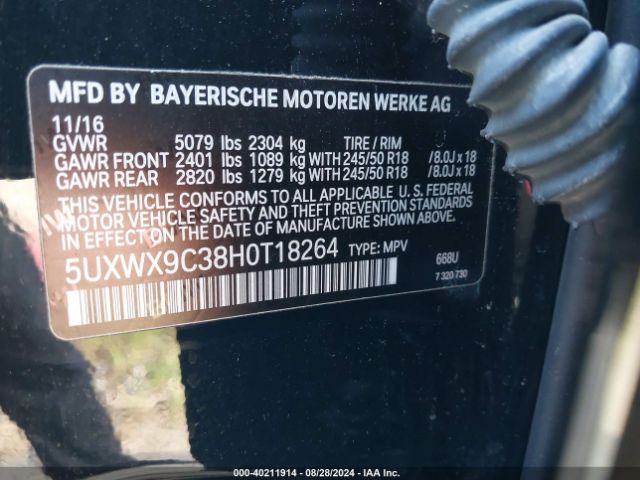 MFD BY BAYERISCHE MOTOREN WERKE AG
11/16
GVWR 5079 lbs 2304 kg TIRE / RIM
GAWR FRONT 2401 lbs 1089 kg WITH 245/50 R18 / 8.0J x 18
GAWR REAR 2820 lbs 1279 kg WITH 245/50 R18 / 8.0J x 18
THIS VEHICLE CONFORMS TO ALL APPLICABLE U. S. FEDERAL
MOTOR VEHICLE SAFETY AND THEFT PREVENTION STANDARDS
IN EFFECT ON THE DATE OF MANUFACTURE SHOWN ABOVE.
5UXWX9C38H0T18264 TYPE: MPV 668U
7 320 730
000-40211914 - 08/28/2024 - IAA Inc.